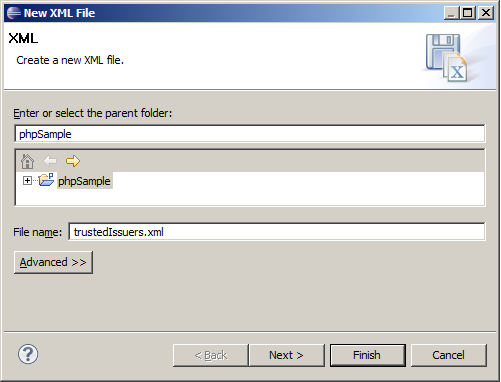 New XML File
XML
Create a new XML file.
Enter or select the parent folder:
phpSample
phpSample
File name: trustedIssuers.xml
Advanced >>
< Back Next > Finish Cancel